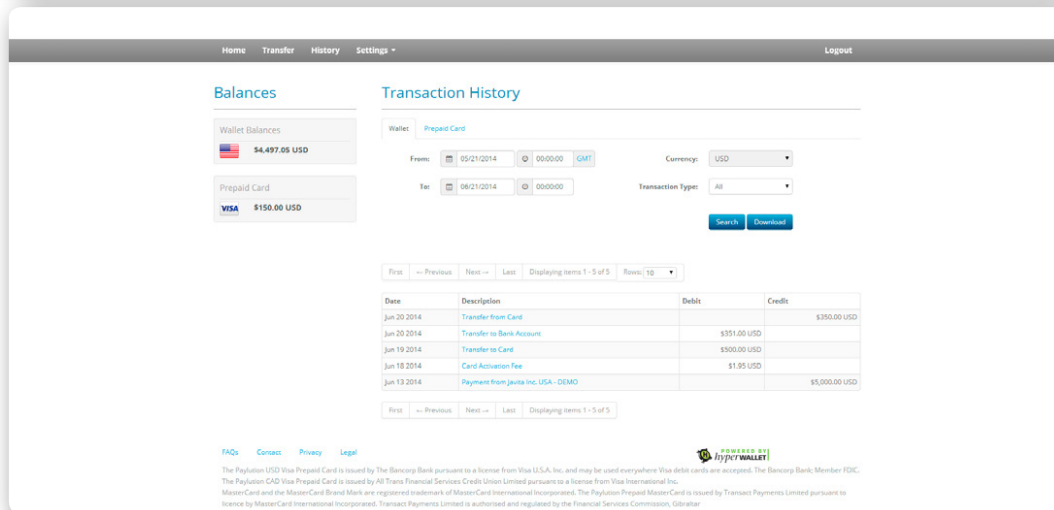 Home Transfer History Settings Logout
Balances
Wallet Balances
$4,497.05 USD
Prepaid Card
VISA $150.00 USD
Transaction History
Wallet Prepaid Card
From: 05/21/2014 00:00:00 GMT Currency: USD
To: 06/21/2014 00:00:00 Transaction Type: All
Search Download
First ← Previous Next → Last Displaying items 1 - 5 of 5 Rows: 10
Date Description Debit Credit
Jun 20 2014 Transfer from Card $350.00 USD
Jun 20 2014 Transfer to Bank Account $351.00 USD
Jun 19 2014 Transfer to Card $500.00 USD
Jun 18 2014 Card Activation Fee $1.95 USD
Jun 13 2014 Payment from Javita Inc. USA - DEMO $5,000.00 USD
First ← Previous Next → Last Displaying items 1 - 5 of 5
FAQs Contact Privacy Legal
POWERED BY
hyperWALLET
The Paylution USD Visa Prepaid Card is issued by The Bancorp Bank pursuant to a license from Visa U.S.A. Inc. and may be used everywhere Visa debit cards are accepted. The Bancorp Bank; Member FDIC.
The Paylution CAD Visa Prepaid Card is issued by All Trans Financial Services Credit Union Limited pursuant to a license from Visa International Inc.
MasterCard and the MasterCard Brand Mark are registered trademark of MasterCard International Incorporated. The Paylution Prepaid MasterCard is issued by Transact Payments Limited pursuant to
licence by MasterCard International Incorporated. Transact Payments Limited is authorised and regulated by the Financial Services Commission, Gibraltar